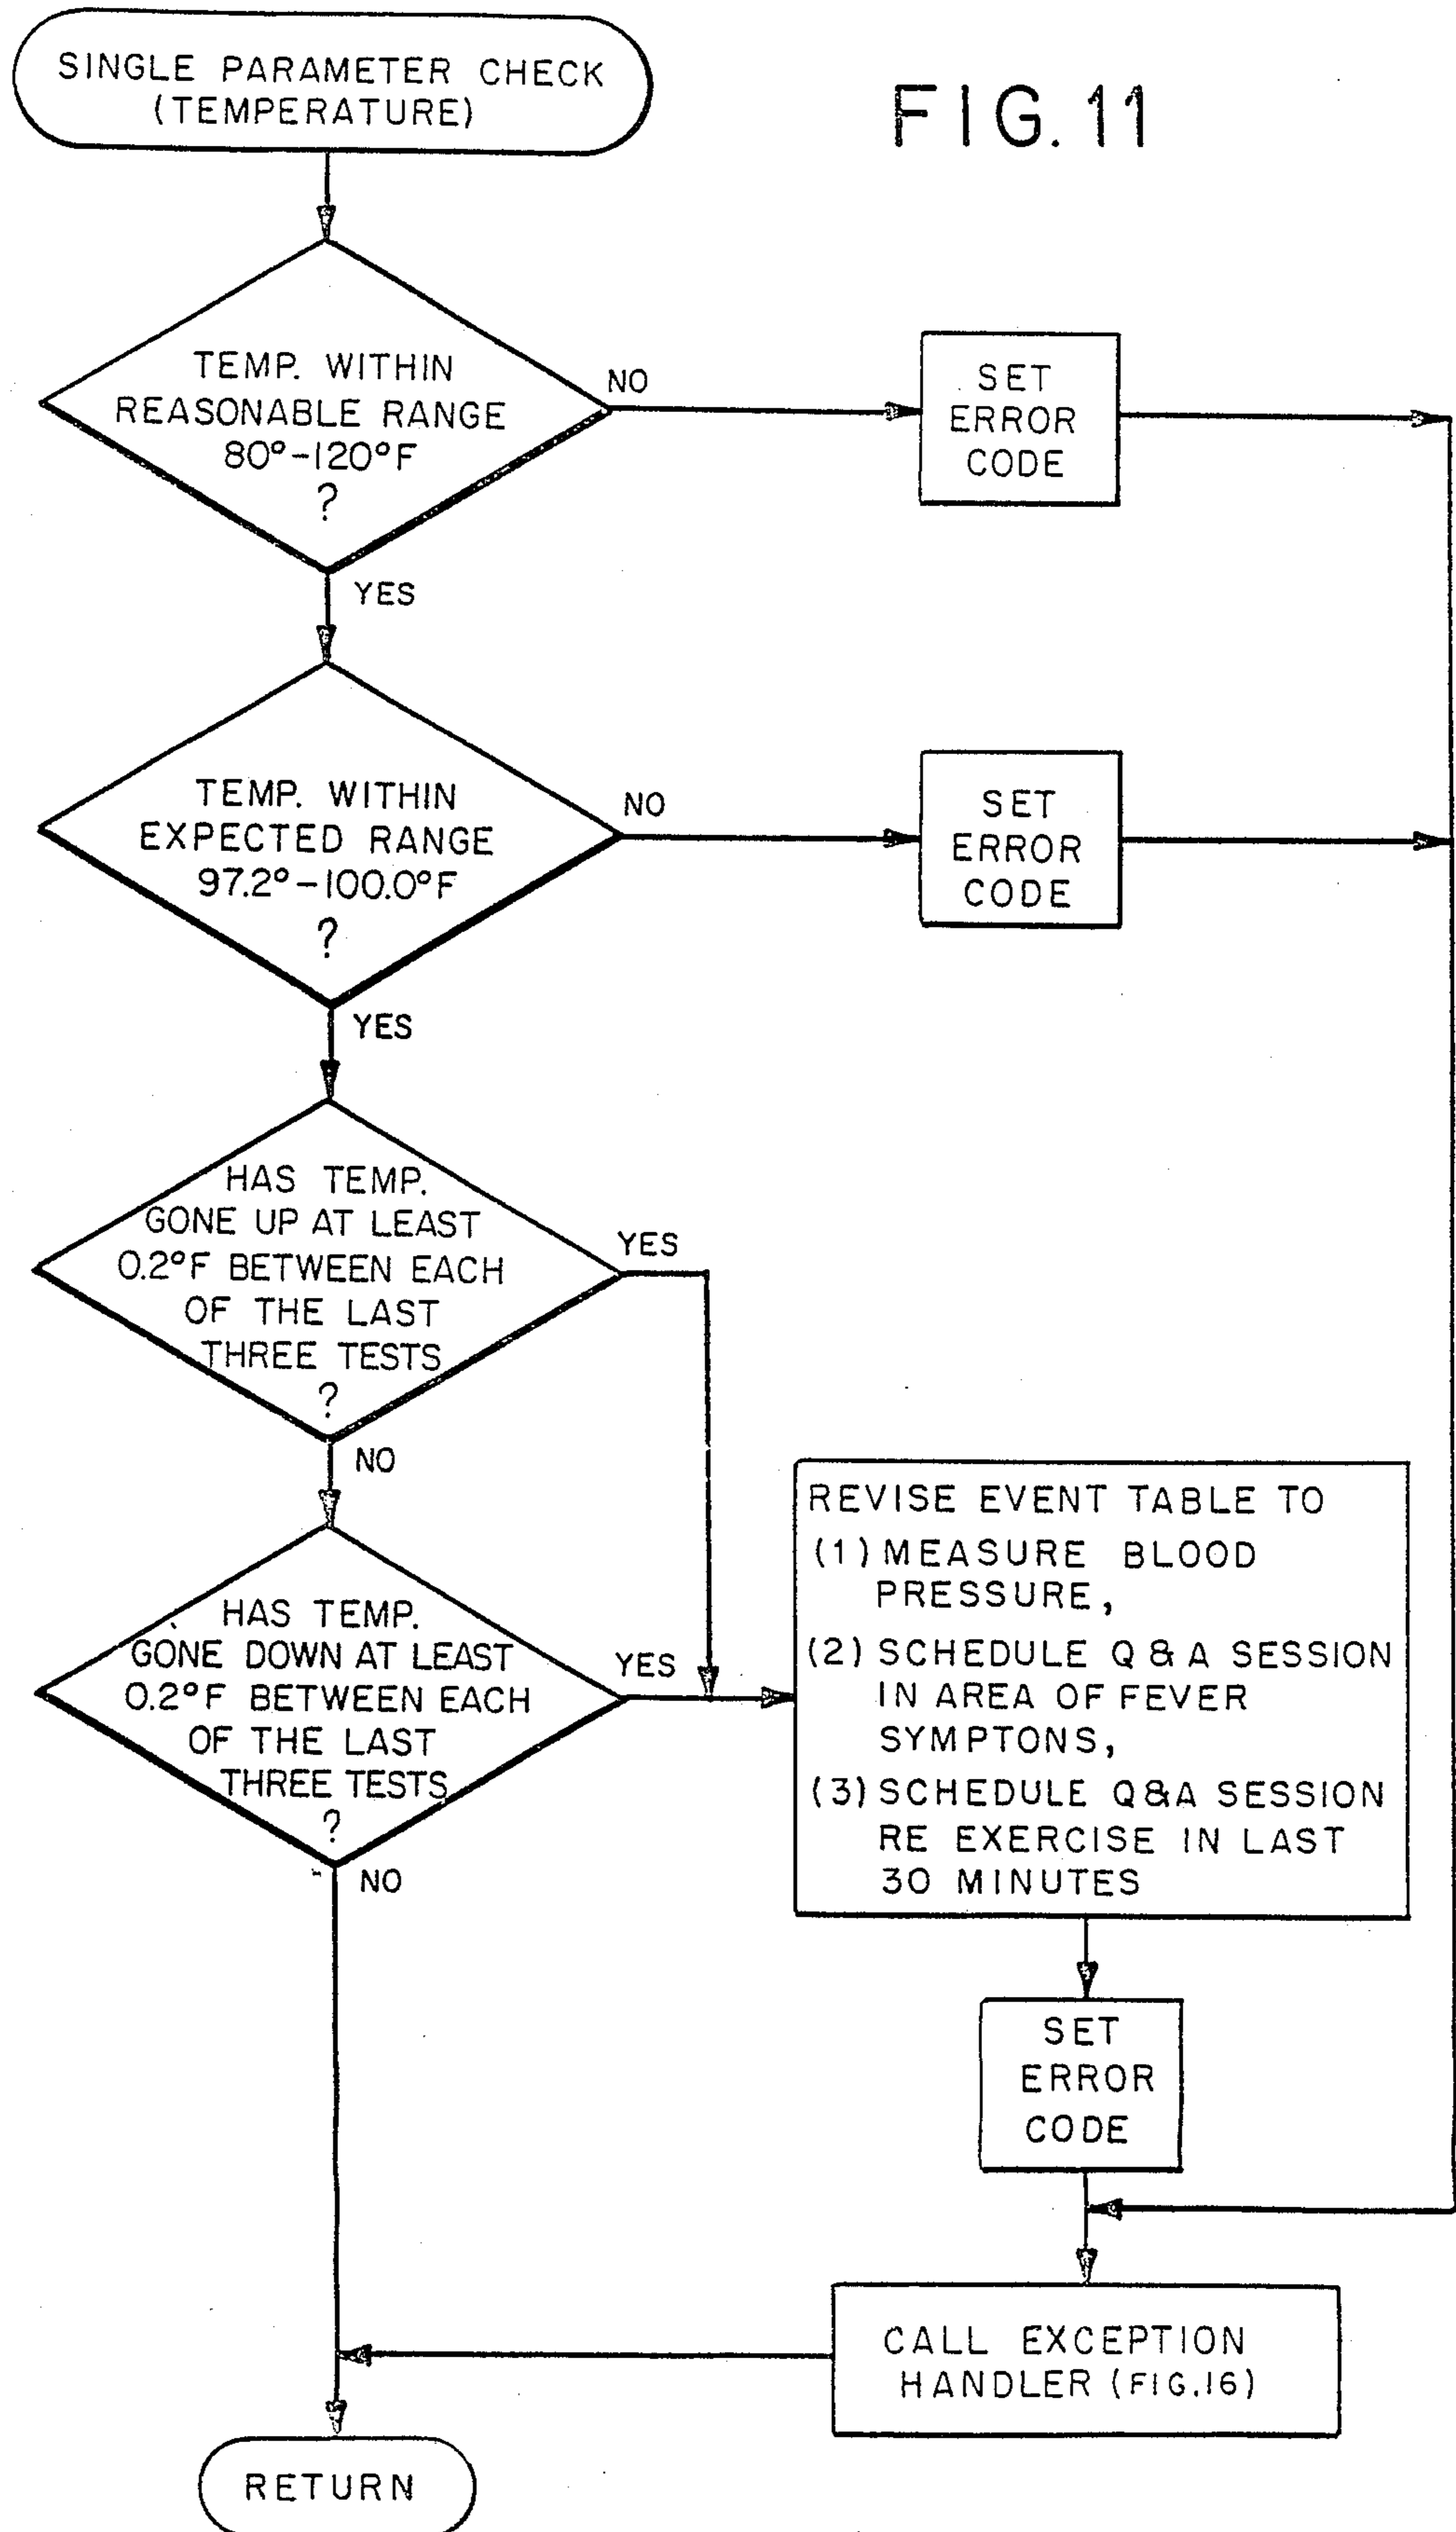 SINGLE PARAMETER CHECK
(TEMPERATURE)
FIG. 11
TEMP. WITHIN
REASONABLE RANGE
80°-120°F
?
NO
SET
ERROR
CODE
YES
TEMP. WITHIN
EXPECTED RANGE
97.2°-100.0°F
?
NO
SET
ERROR
CODE
YES
HAS TEMP.
GONE UP AT LEAST
0.2°F BETWEEN EACH
OF THE LAST
THREE TESTS
?
YES
NO
HAS TEMP.
GONE DOWN AT LEAST
0.2°F BETWEEN EACH
OF THE LAST
THREE TESTS
?
YES
NO
REVISE EVENT TABLE TO
(1) MEASURE BLOOD
PRESSURE,
(2) SCHEDULE Q & A SESSION
IN AREA OF FEVER
SYMPTONS,
(3) SCHEDULE Q&A SESSION
RE EXERCISE IN LAST
30 MINUTES
SET
ERROR
CODE
CALL EXCEPTION
HANDLER (FIG.16)
RETURN